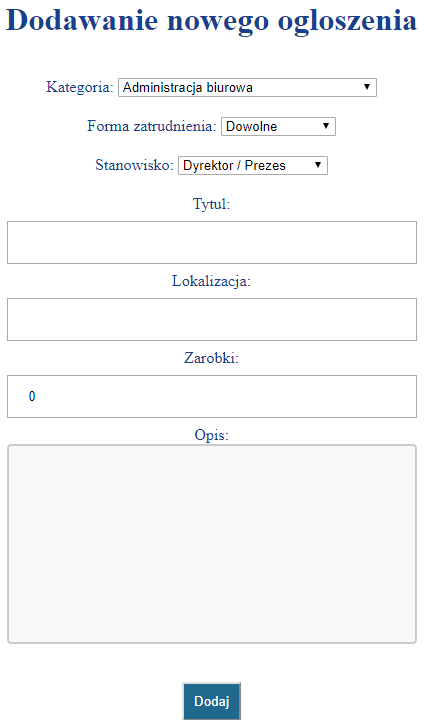 Dodawanie nowego ogloszenia
Kategoria: Administracja biurowa
Forma zatrudnienia: Dowolne
Stanowisko: Dyrektor / Prezes
Tytul:
Lokalizacja:
Zarobki:
0
Opis:
Dodaj